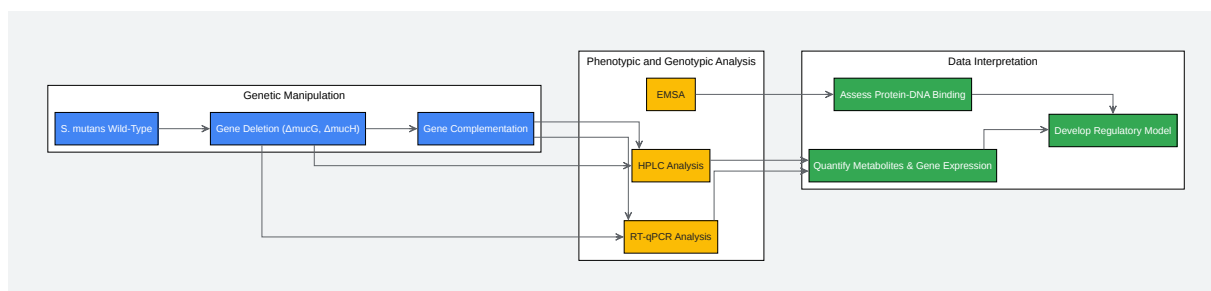 Genetic Manipulation
S. mutans Wild-Type
Gene Deletion (ΔmucG, ΔmucH)
Gene Complementation
Phenotypic and Genotypic Analysis
EMSA
HPLC Analysis
RT-qPCR Analysis
Data Interpretation
Assess Protein-DNA Binding
Quantify Metabolites & Gene Expression
Develop Regulatory Model